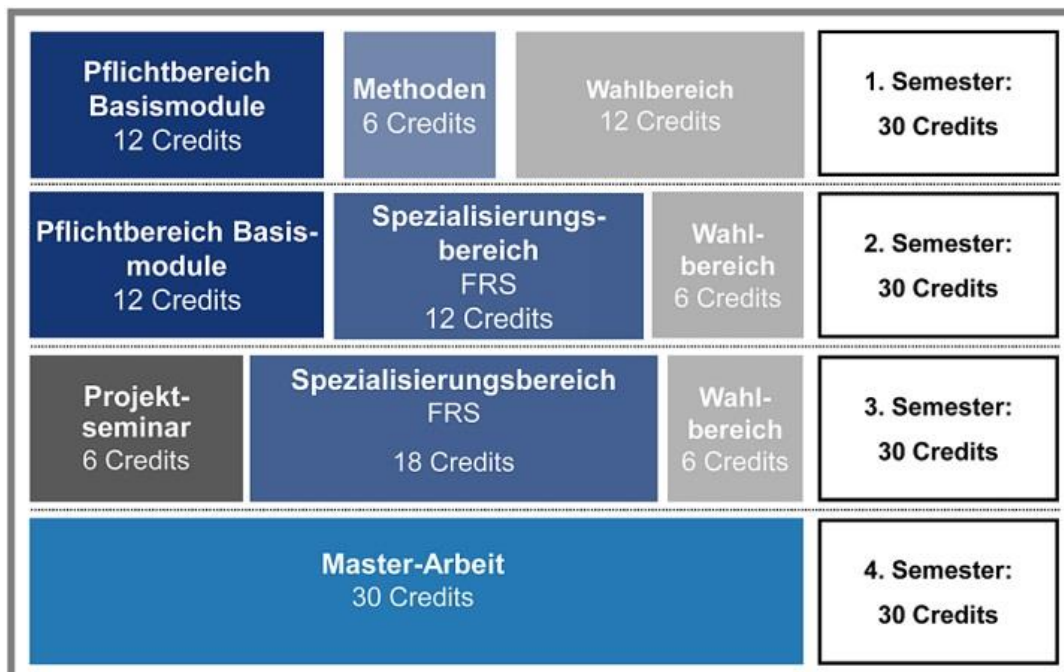 Pflichtbereich
Basismodule
12 Credits
Methoden
6 Credits
Wahlbereich
12 Credits
1. Semester:
30 Credits
Pflichtbereich Basis-
module
12 Credits
Spezialisierungs-
bereich
FRS
12 Credits
Wahl-
bereich
6 Credits
2. Semester:
30 Credits
Projekt-
seminar
6 Credits
Spezialisierungsbereich
FRS
18 Credits
Wahl-
bereich
6 Credits
3. Semester:
30 Credits
Master-Arbeit
30 Credits
4. Semester:
30 Credits